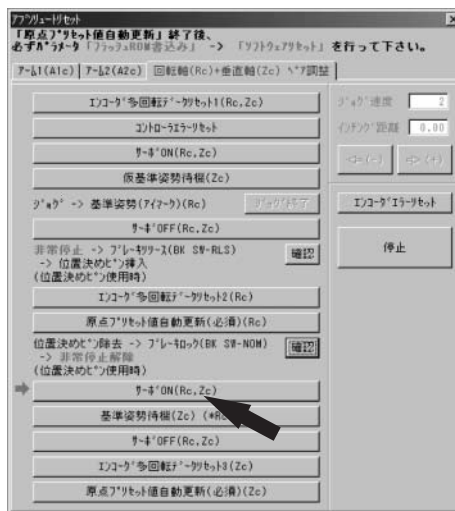 アブソリュートリセット
「原点プリセット値自動更新」終了後、
必ずパラメータ「フラッシュROM書込み」 -> 「ソフトウェアリセット」を行って下さい。
アーム1(A1c) アーム2(A2c) 回転軸(Rc)+垂直軸(Zc) ペア調整
エンコーダ多回転データリセット1(Rc,Zc)
コントローラエラーリセット
サーボON(Rc,Zc)
仮基準姿勢待機(Zc)
ジョグ -> 基準姿勢(アイマーク)(Rc) ジョグ終了
サーボOFF(Rc,Zc)
非常停止 -> ブレーキリリース(BK SW-RLS)
-> 位置決めピン挿入
(位置決めピン使用時)
確認
エンコーダ多回転データリセット2(Rc)
原点プリセット値自動更新(必須)(Rc)
位置決めピン除去 -> ブレーキロック(BK SW-NOM)
-> 非常停止解除
(位置決めピン使用時)
確認
サーボON(Rc,Zc)
基準姿勢待機(Zc) (*R
サーボOFF(Rc,Zc)
エンコーダ多回転データリセット3(Zc)
原点プリセット値自動更新(必須)(Zc)
ジョグ速度 2
インチング距離 0.00
<=(-) =>(+)
エンコーダエラーリセット
停止